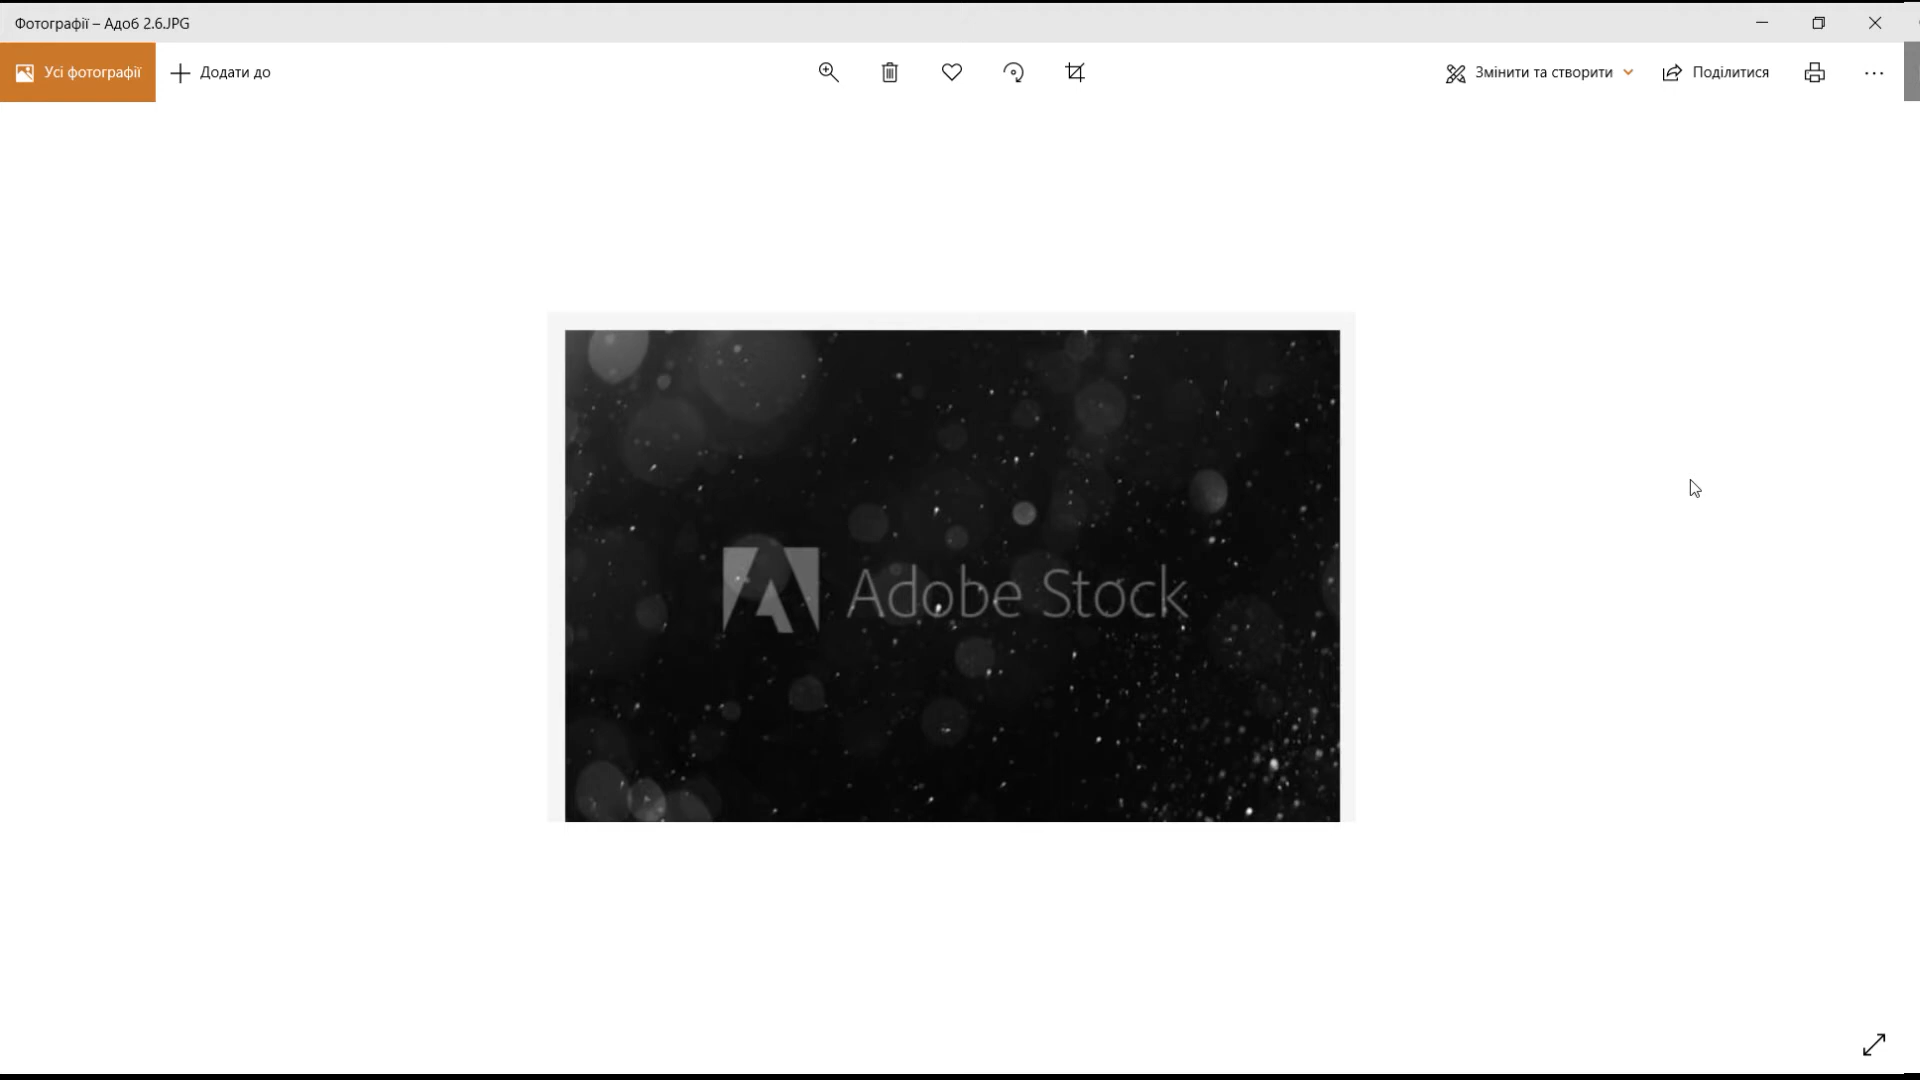 Фотографії – Адоб 2.6.JPG
Усі фотографії
Додати до
Змінити та створити
Поділитися
Adobe Stock